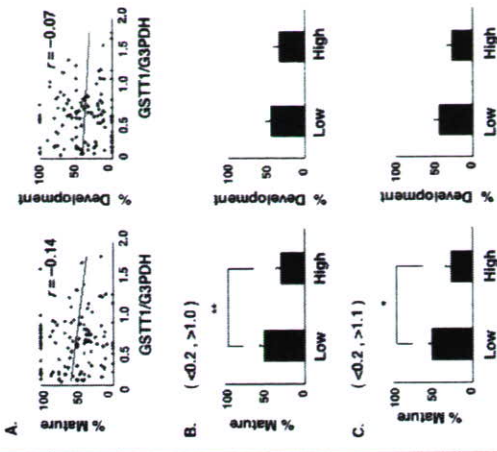 A.
100
50
0
% Mature
r=−0.14
0
0.5
1.0
1.5
2.0
GSTT1/G3PDH
100
50
0
% Development
r=−0.07
0
0.5
1.0
1.5
2.0
GSTT1/G3PDH
B.
( <0.2 , >1.0 )
100
50
0
% Mature
**
Low
High
100
50
0
% Development
Low
High
C.
( <0.2 , >1.1 )
100
50
0
% Mature
*
Low
High
100
50
0
% Development
Low
High